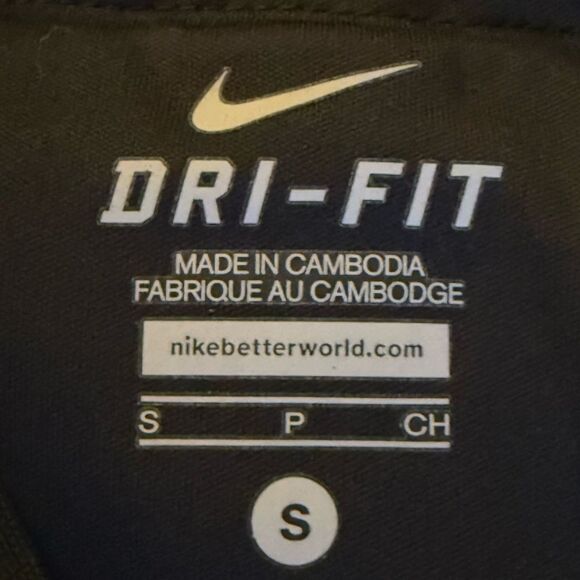 DRI-FIT
MADE IN CAMBODIA
FABRIQUE AU CAMBODGE
nikebetterworld.com
S P CH
S